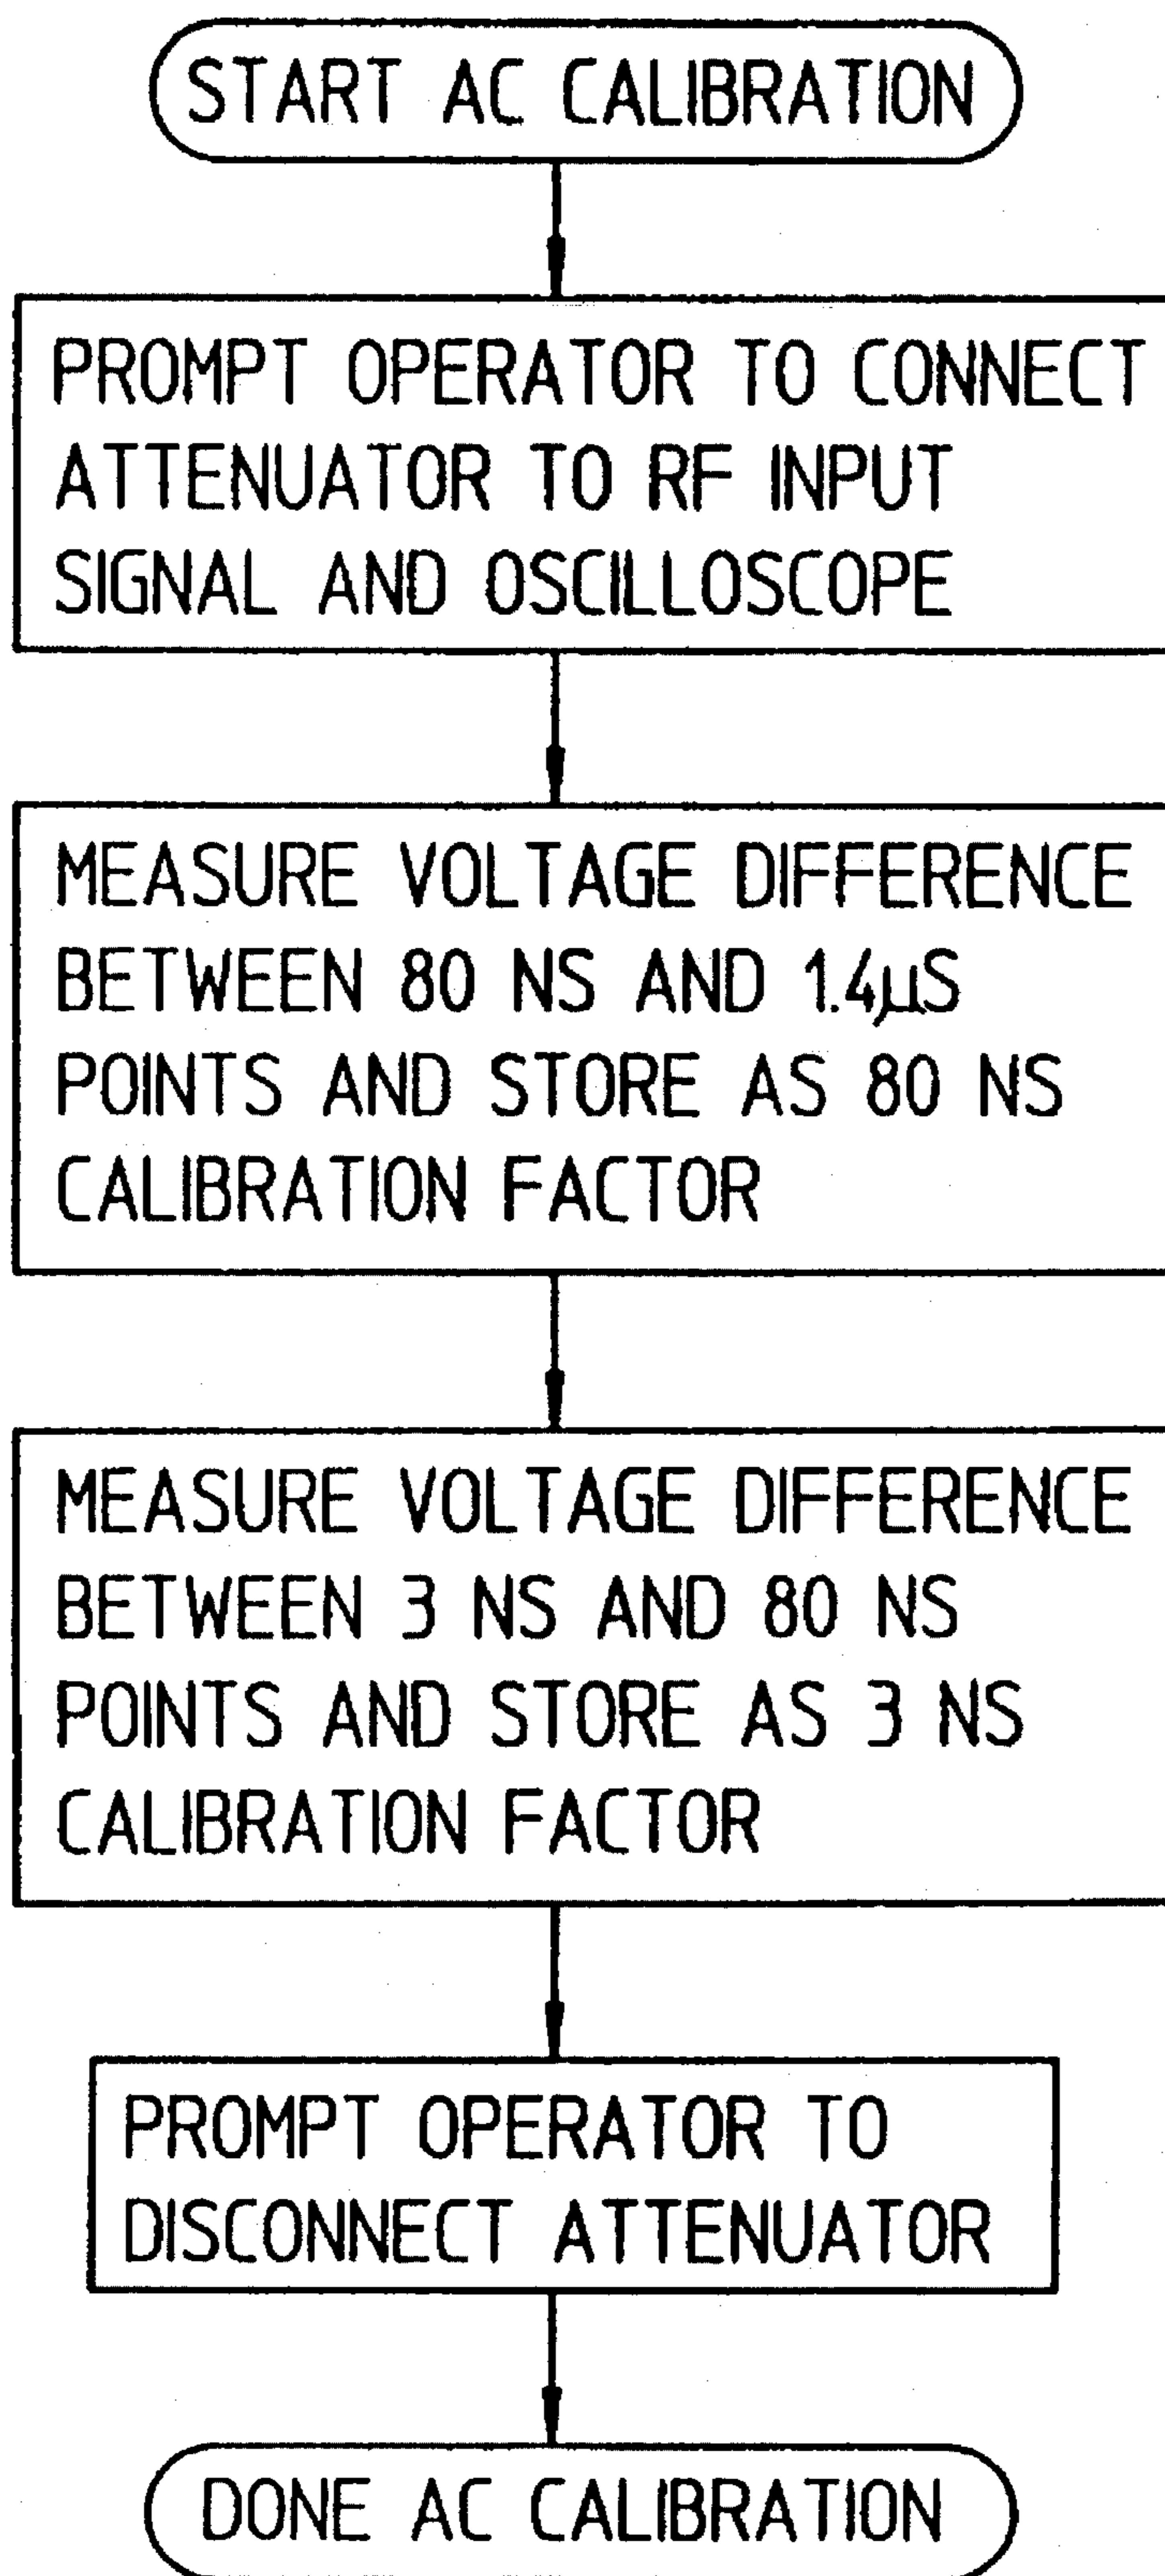 START AC CALIBRATION
PROMPT OPERATOR TO CONNECT
ATTENUATOR TO RF INPUT
SIGNAL AND OSCILLOSCOPE
MEASURE VOLTAGE DIFFERENCE
BETWEEN 80 NS AND 1.4µS
POINTS AND STORE AS 80 NS
CALIBRATION FACTOR
MEASURE VOLTAGE DIFFERENCE
BETWEEN 3 NS AND 80 NS
POINTS AND STORE AS 3 NS
CALIBRATION FACTOR
PROMPT OPERATOR TO
DISCONNECT ATTENUATOR
DONE AC CALIBRATION